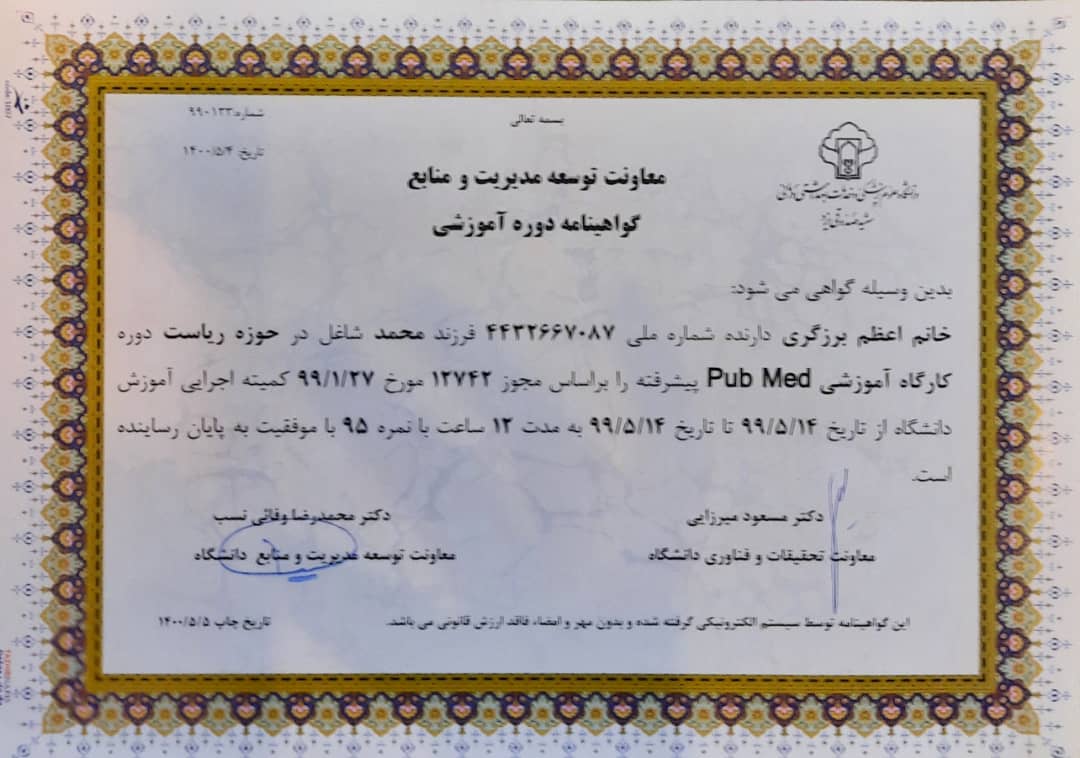 بسمه تعالی
شماره: ۹۹۰۱۳۳
تاریخ: ۱۴۰۰/۵/۴
دانشگاه علوم پزشکی و خدمات بهداشتی درمانی
شهید صدوقی یزد
معاونت توسعه مدیریت و منابع
گواهینامه دوره آموزشی
بدین وسیله گواهی می شود:
خانم اعظم برزگری دارنده شماره ملی ۴۴۳۲۶۶۷۰۸۷ فرزند محمد شاغل در حوزه ریاست دوره
کارگاه آموزشی Pub Med پیشرفته را براساس مجوز ۱۲۷۴۲ مورخ ۹۹/۱/۲۷ کمیته اجرایی آموزش
دانشگاه از تاریخ ۹۹/۵/۱۴ تا تاریخ ۹۹/۵/۱۴ به مدت ۱۲ ساعت با نمره ۹۵ با موفقیت به پایان رسانده
است.
دکتر مسعود میرزایی
معاونت تحقیقات و فناوری دانشگاه
دکتر محمدرضا وفائی نسب
معاونت توسعه مدیریت و منابع دانشگاه
این گواهینامه توسط سیستم الکترونیکی گرفته شده و بدون مهر و امضاء فاقد ارزش قانونی می باشد.
تاریخ چاپ ۱۴۰۰/۵/۵